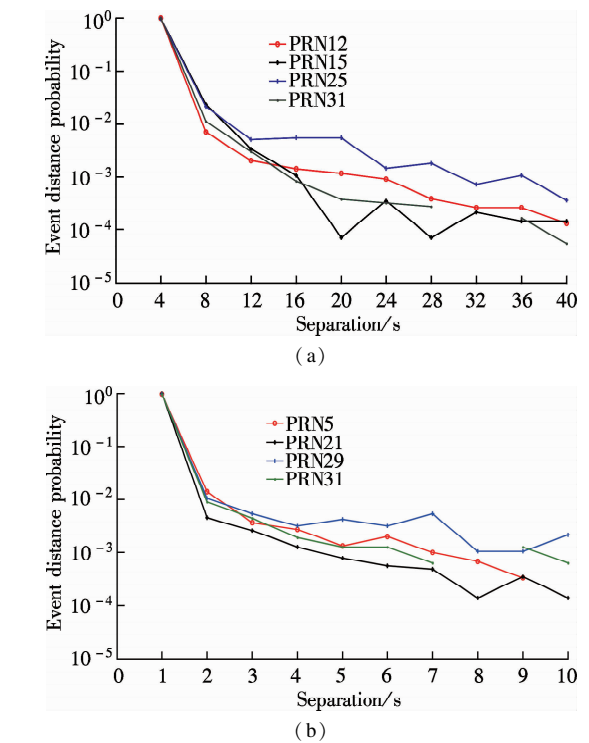 Event distance probability
10^0
10^-1
10^-2
10^-3
10^-4
10^-5
PRN12
PRN15
PRN25
PRN31
0 4 8 12 16 20 24 28 32 36 40
Separation/s
(a)
Event distance probability
10^0
10^-1
10^-2
10^-3
10^-4
10^-5
PRN5
PRN21
PRN29
PRN31
0 1 2 3 4 5 6 7 8 9 10
Separation/s
(b)